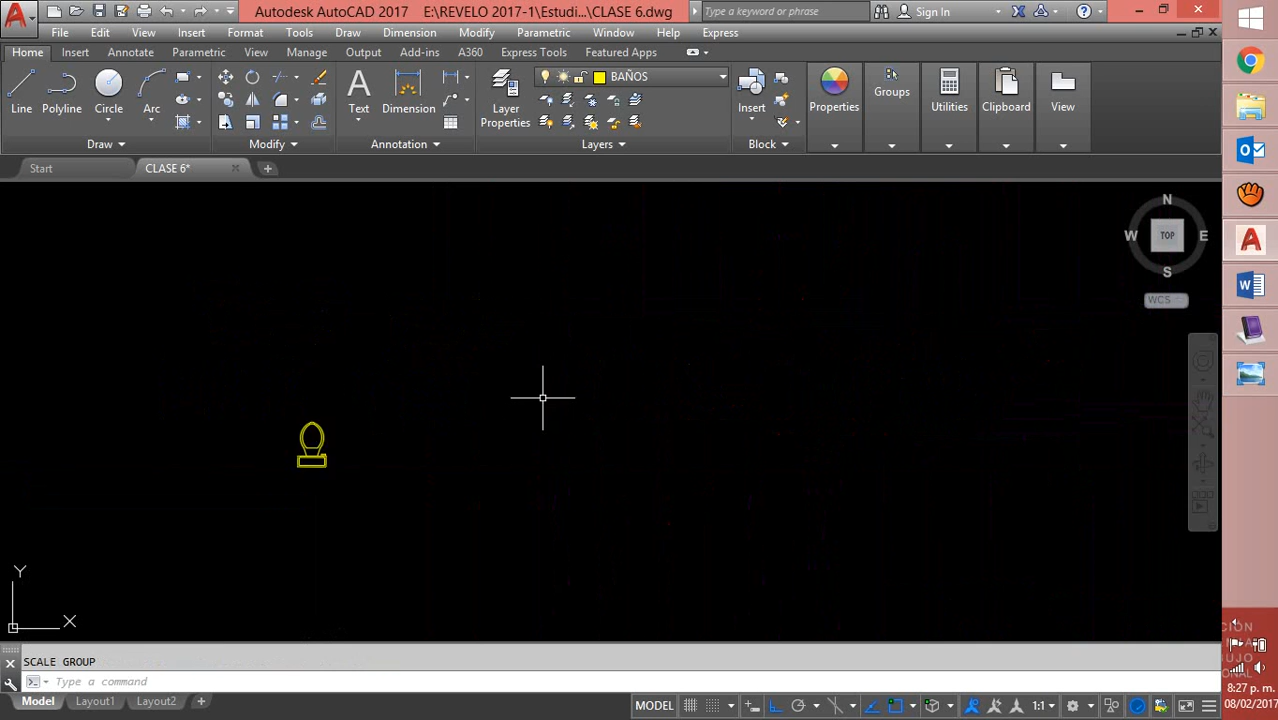 Autodesk AutoCAD 2017 E:\REVELO 2017-1\Estudi...\CLASE 6.dwg
Type a keyword or phrase
Sign In
File Edit View Insert Format Tools Draw Dimension Modify Parametric Window Help Express
Home Insert Annotate Parametric View Manage Output Add-ins A360 Express Tools Featured Apps
BAÑOS
Line Polyline Circle Arc
Text Dimension
Layer Properties
Insert
Properties Groups Utilities Clipboard View
Draw Modify Annotation Layers Block
Start CLASE 6*
N
W TOP E
S
WCS
Y
X
SCALE GROUP
Type a command
Model Layout1 Layout2
MODEL 1:1
8:27 p. m.
08/02/2017